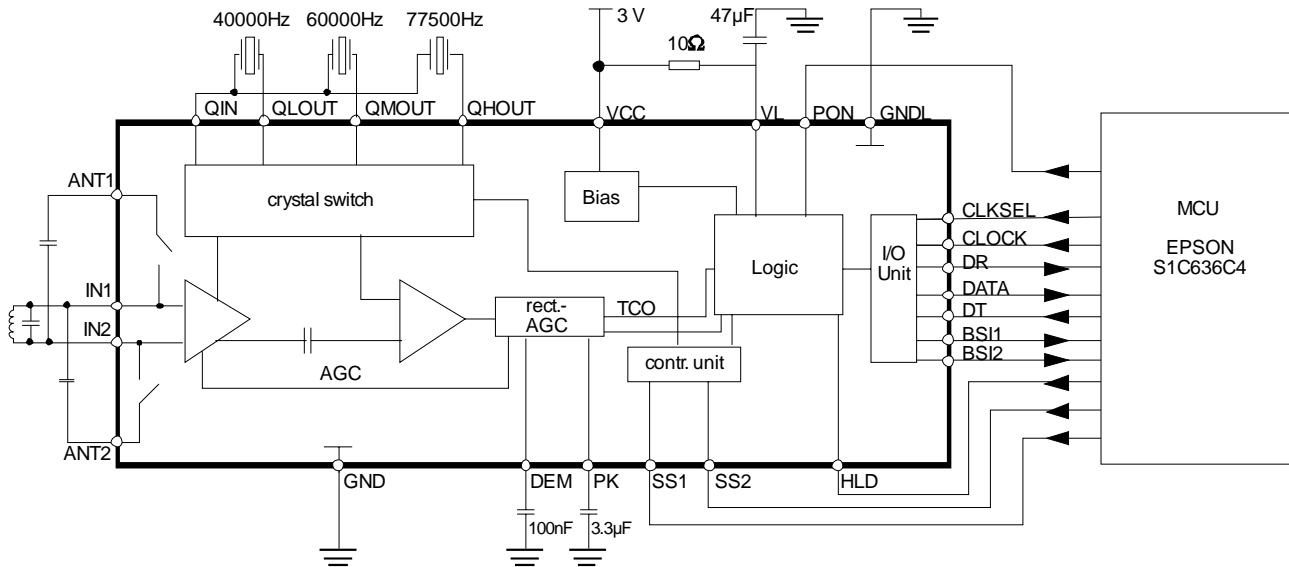 40000Hz 60000Hz 77500Hz
3 V
47µF
10Ω
QIN QLOUT QMOUT QHOUT
VCC VL PON GNDL
ANT1
crystal switch
Bias
Logic
I/O
Unit
CLKSEL
CLOCK
DR
DATA
DT
BSI1
BSI2
MCU
EPSON
S1C636C4
IN1
IN2
rect.-
AGC
TCO
contr. unit
AGC
ANT2
GND
DEM PK SS1 SS2 HLD
100nF 3.3µF